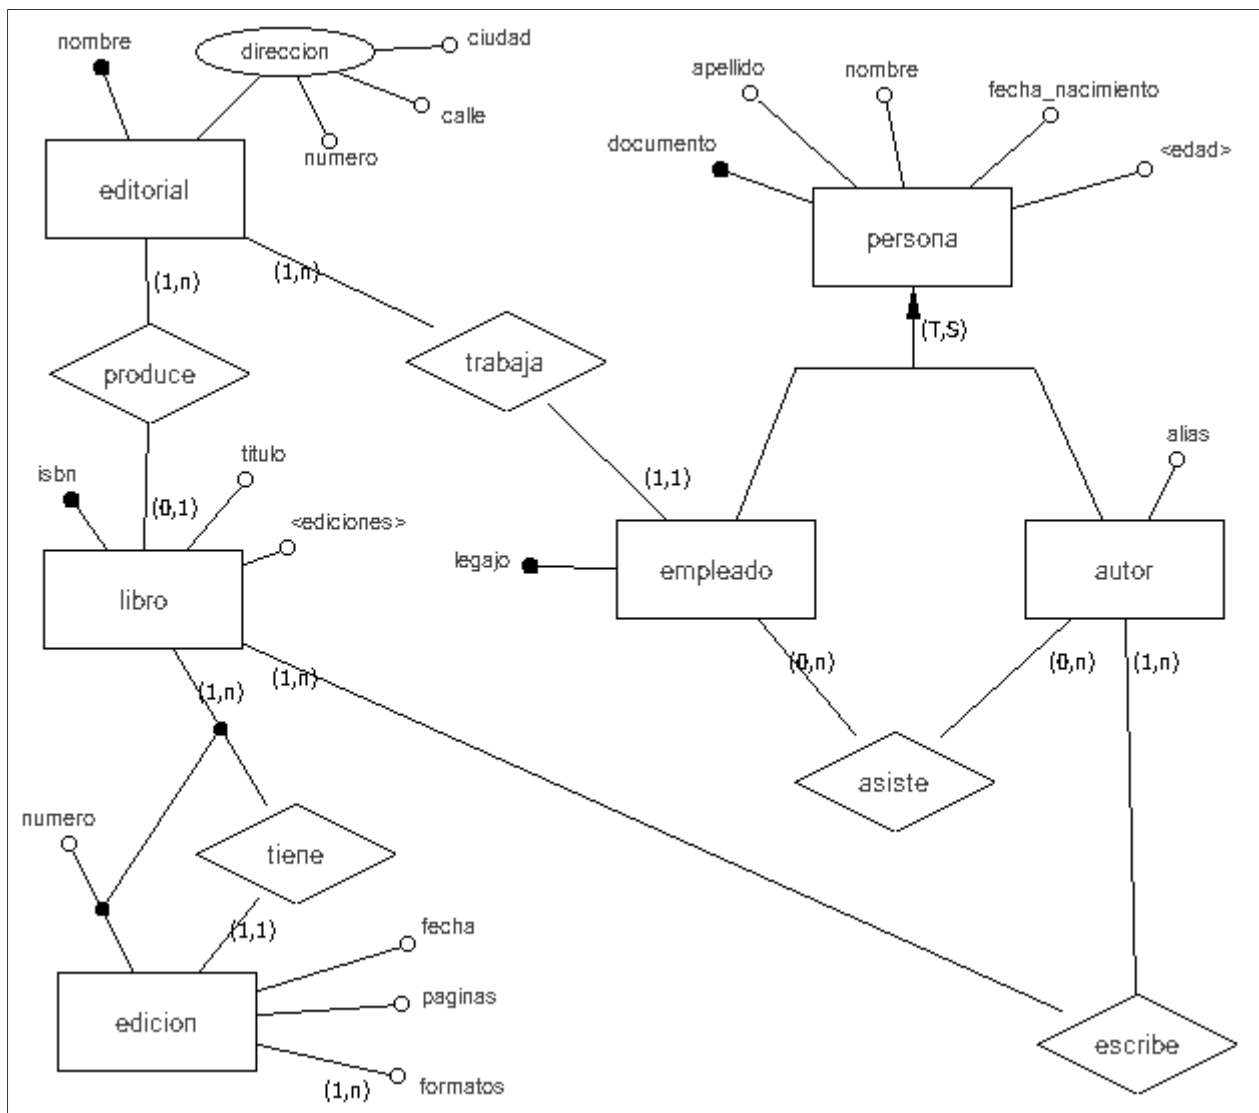 nombre
direccion
ciudad
calle
numero
editorial
(1,n)
(1,n)
produce
trabaja
apellido
nombre
fecha_nacimiento
documento
<edad>
persona
(T,S)
isbn
titulo
<ediciones>
(0,1)
libro
(1,1)
legajo
empleado
alias
autor
(1,n)
(1,n)
(0,n)
(0,n)
(1,n)
asiste
numero
tiene
(1,1)
fecha
paginas
edicion
(1,n)
formatos
escribe